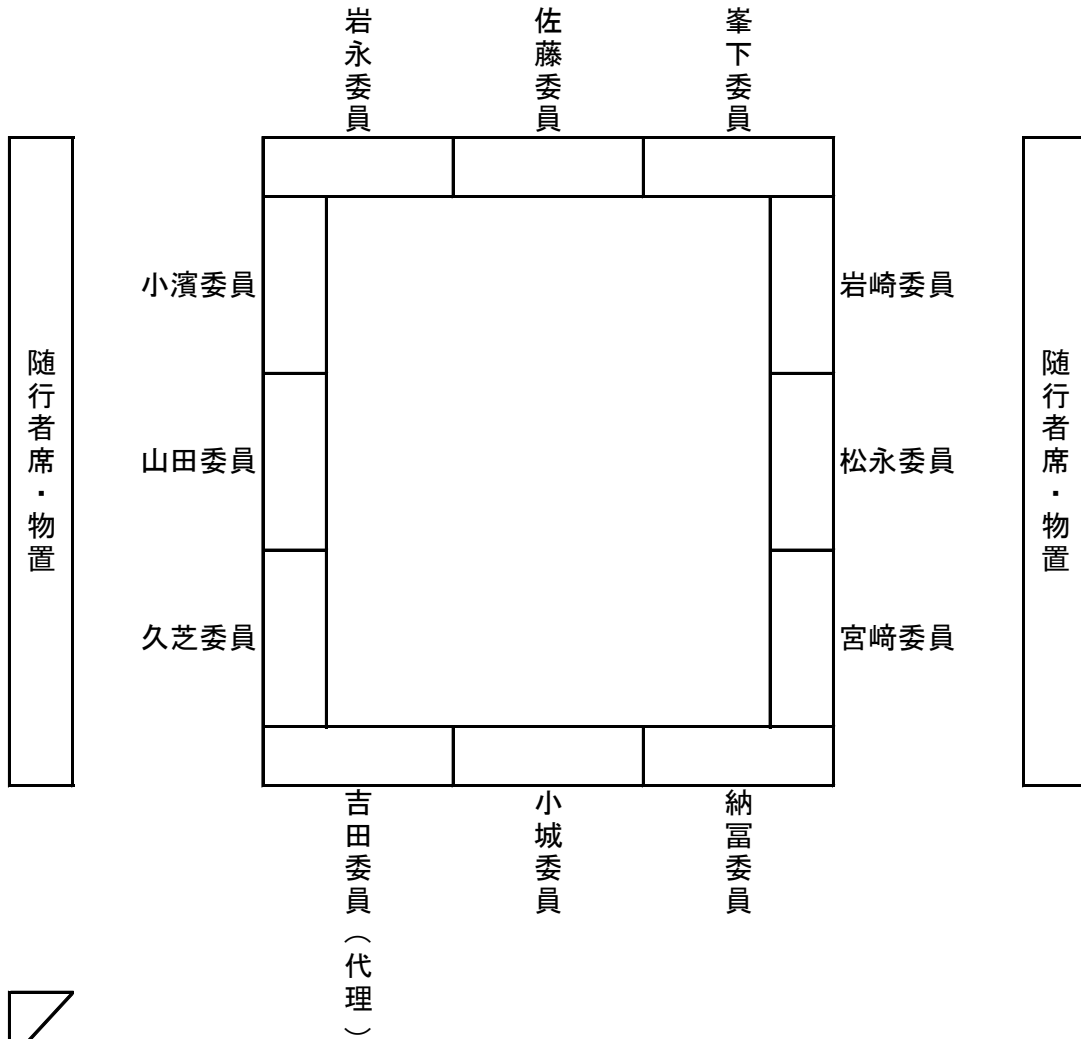 岩永委員
佐藤委員
峯下委員
小濱委員
岩崎委員
随行者席・物置
随行者席・物置
山田委員
松永委員
久芝委員
宮﨑委員
吉田委員（代理）
小城委員
納冨委員